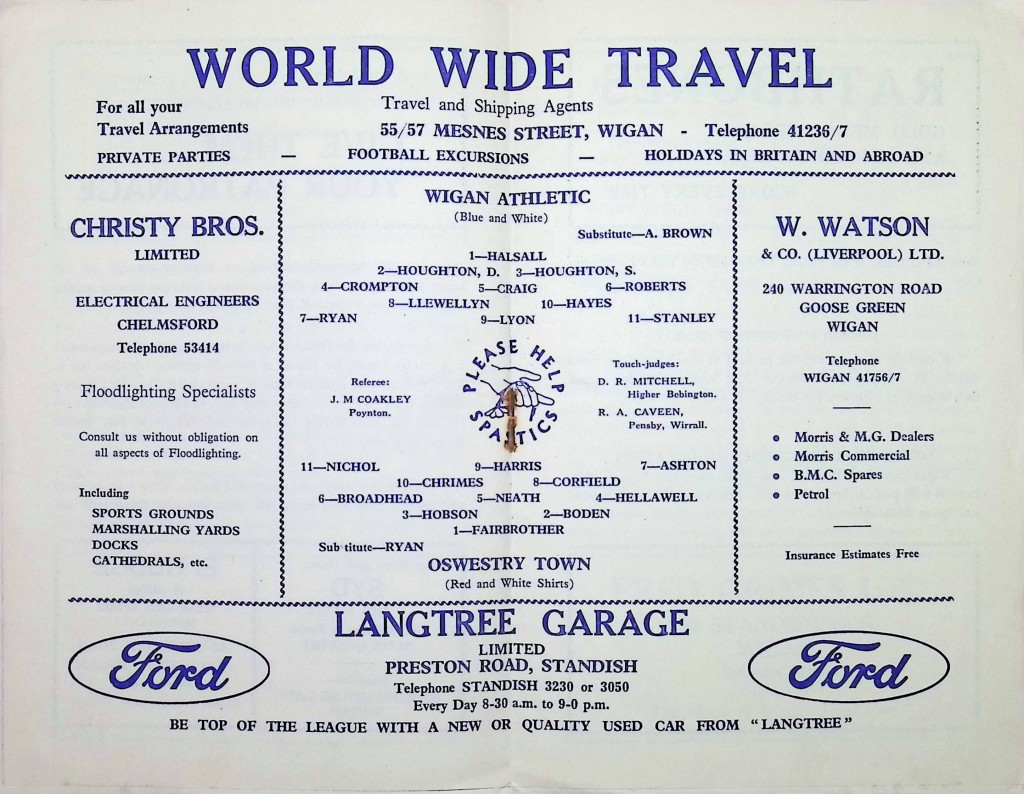 WORLD WIDE TRAVEL
For all your
Travel Arrangements
Travel and Shipping Agents
55/57 MESNES STREET, WIGAN - Telephone 41236/7
PRIVATE PARTIES — FOOTBALL EXCURSIONS — HOLIDAYS IN BRITAIN AND ABROAD
CHRISTY BROS.
LIMITED
ELECTRICAL ENGINEERS
CHELMSFORD
Telephone 53414
Floodlighting Specialists
Consult us without obligation on
all aspects of Floodlighting.
Including
SPORTS GROUNDS
MARSHALLING YARDS
DOCKS
CATHEDRALS, etc.
WIGAN ATHLETIC
(Blue and White)
Substitute—A. BROWN
1—HALSALL
2—HOUGHTON, D. 3—HOUGHTON, S.
4—CROMPTON 5—CRAIG 6—ROBERTS
8—LLEWELLYN 10—HAYES
7—RYAN 9—LYON 11—STANLEY
Referee:
J. M COAKLEY
Poynton.
PLEASE HELP
SPASTICS
Touch-judges:
D. R. MITCHELL,
Higher Bebington.
R. A. CAVEEN,
Pensby, Wirrall.
11—NICHOL 9—HARRIS 7—ASHTON
10—CHRIMES 8—CORFIELD
6—BROADHEAD 5—NEATH 4—HELLAWELL
3—HOBSON 2—BODEN
1—FAIRBROTHER
Sub titute—RYAN
OSWESTRY TOWN
(Red and White Shirts)
W. WATSON
& CO. (LIVERPOOL) LTD.
240 WARRINGTON ROAD
GOOSE GREEN
WIGAN
Telephone
WIGAN 41756/7
• Morris & M.G. Dealers
• Morris Commercial
• B.M.C. Spares
• Petrol
Insurance Estimates Free
LANGTREE GARAGE
LIMITED
PRESTON ROAD, STANDISH
Telephone STANDISH 3230 or 3050
Every Day 8-30 a.m. to 9-0 p.m.
Ford
Ford
BE TOP OF THE LEAGUE WITH A NEW OR QUALITY USED CAR FROM "LANGTREE"